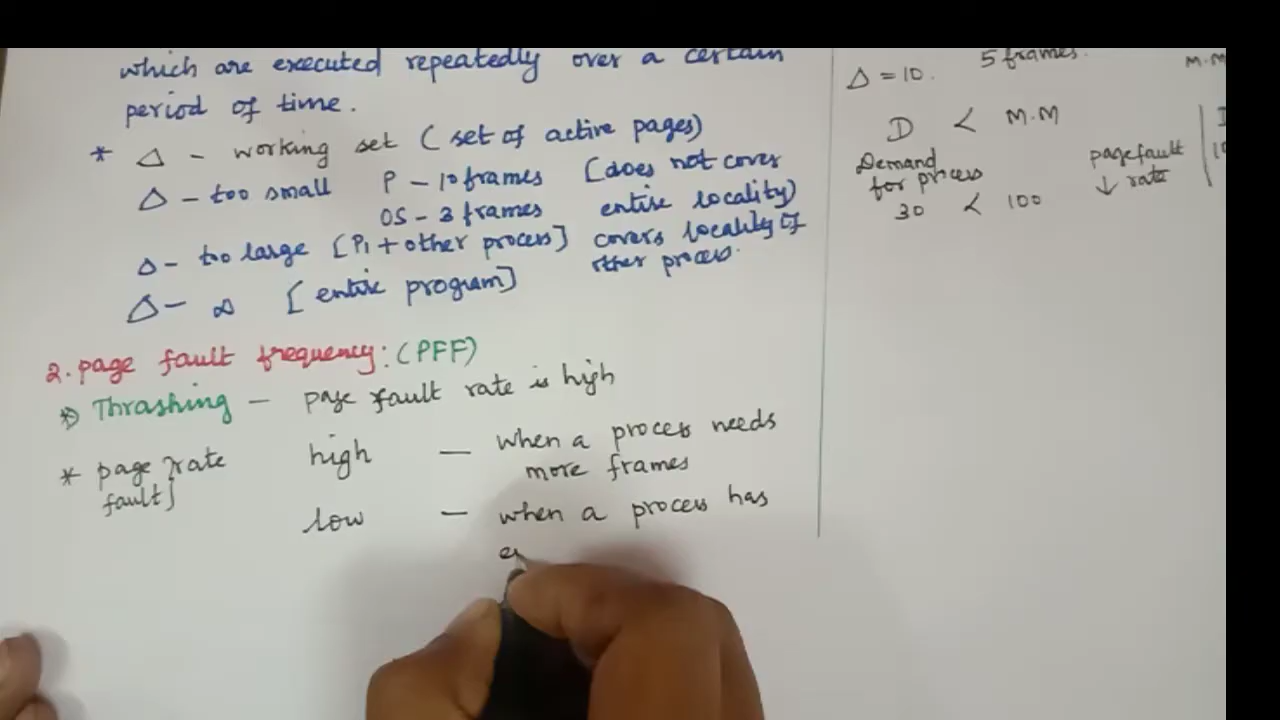 which are executed repeatedly over a certain
period of time.
* Δ - working set (set of active pages)
Δ - too small P - 10 frames [does not cover
OS - 3 frames entire locality)
Δ - too large [P1 + other process] covers locality of
other process.
Δ - ∞ [entire program]
2. page fault frequency: (PFF)
* Thrashing - page fault rate is high
* page fault} rate high - when a process needs
more frames
low - when a process has
Δ = 10. 5 frames. M.M
D < M.M
Demand
for process
30 < 100
page fault
↓ rate
10